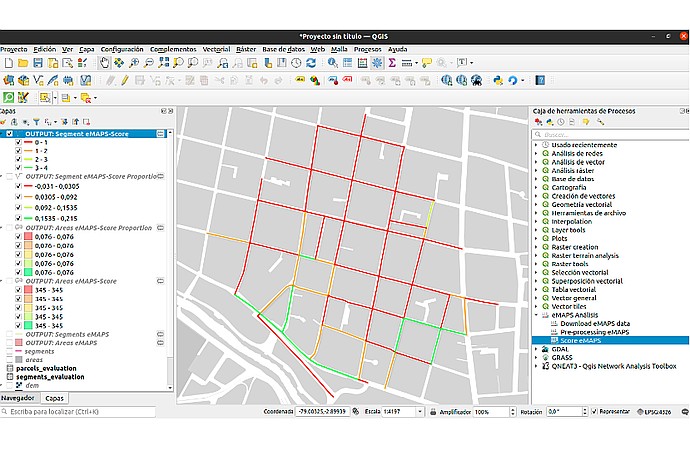 *Proyecto sin título — QGIS
Proyecto Edición Ver Capa Configuración Complementos Vectorial Ráster Base de datos Web Malla Procesos Ayuda
Capas
OUTPUT: Segment eMAPS-Score
0 - 1
1 - 2
2 - 3
3 - 4
OUTPUT: Segment eMAPS-Score Proportio
-0,031 - 0,0305
0,0305 - 0,092
0,092 - 0,1535
0,1535 - 0,215
OUTPUT: Areas eMAPS-Score Proportion
0,076 - 0,076
0,076 - 0,076
0,076 - 0,076
0,076 - 0,076
OUTPUT: Areas eMAPS-Score
345 - 345
345 - 345
345 - 345
345 - 345
OUTPUT: Segments eMAPS
OUTPUT: Areas eMAPS
segments
areas
parcels_evaluation
segments_evaluation
dem
Navegador Capas
Caja de herramientas de Procesos
Buscar...
Usado recientemente
Análisis de redes
Análisis de vector
Análisis ráster
Base de datos
Cartografía
Creación de vectores
Geometría vectorial
Herramientas de archivo
Interpolation
Layer tools
Plots
Raster creation
Raster terrain analysis
Raster tools
Selección vectorial
Superposición vectorial
Tabla vectorial
Vector general
Vector tiles
eMAPS Análisis
Download eMAPS data
Pre-processing eMAPS
Score eMAPS
GDAL
GRASS
QNEAT3 - Qgis Network Analysis Toolbox
Escriba para localizar (Ctrl+K)
Coordenada -79.00325,-2.89939 Escala 1:4197 Amplificador 100% Rotación 0,0° Representar EPSG:4326